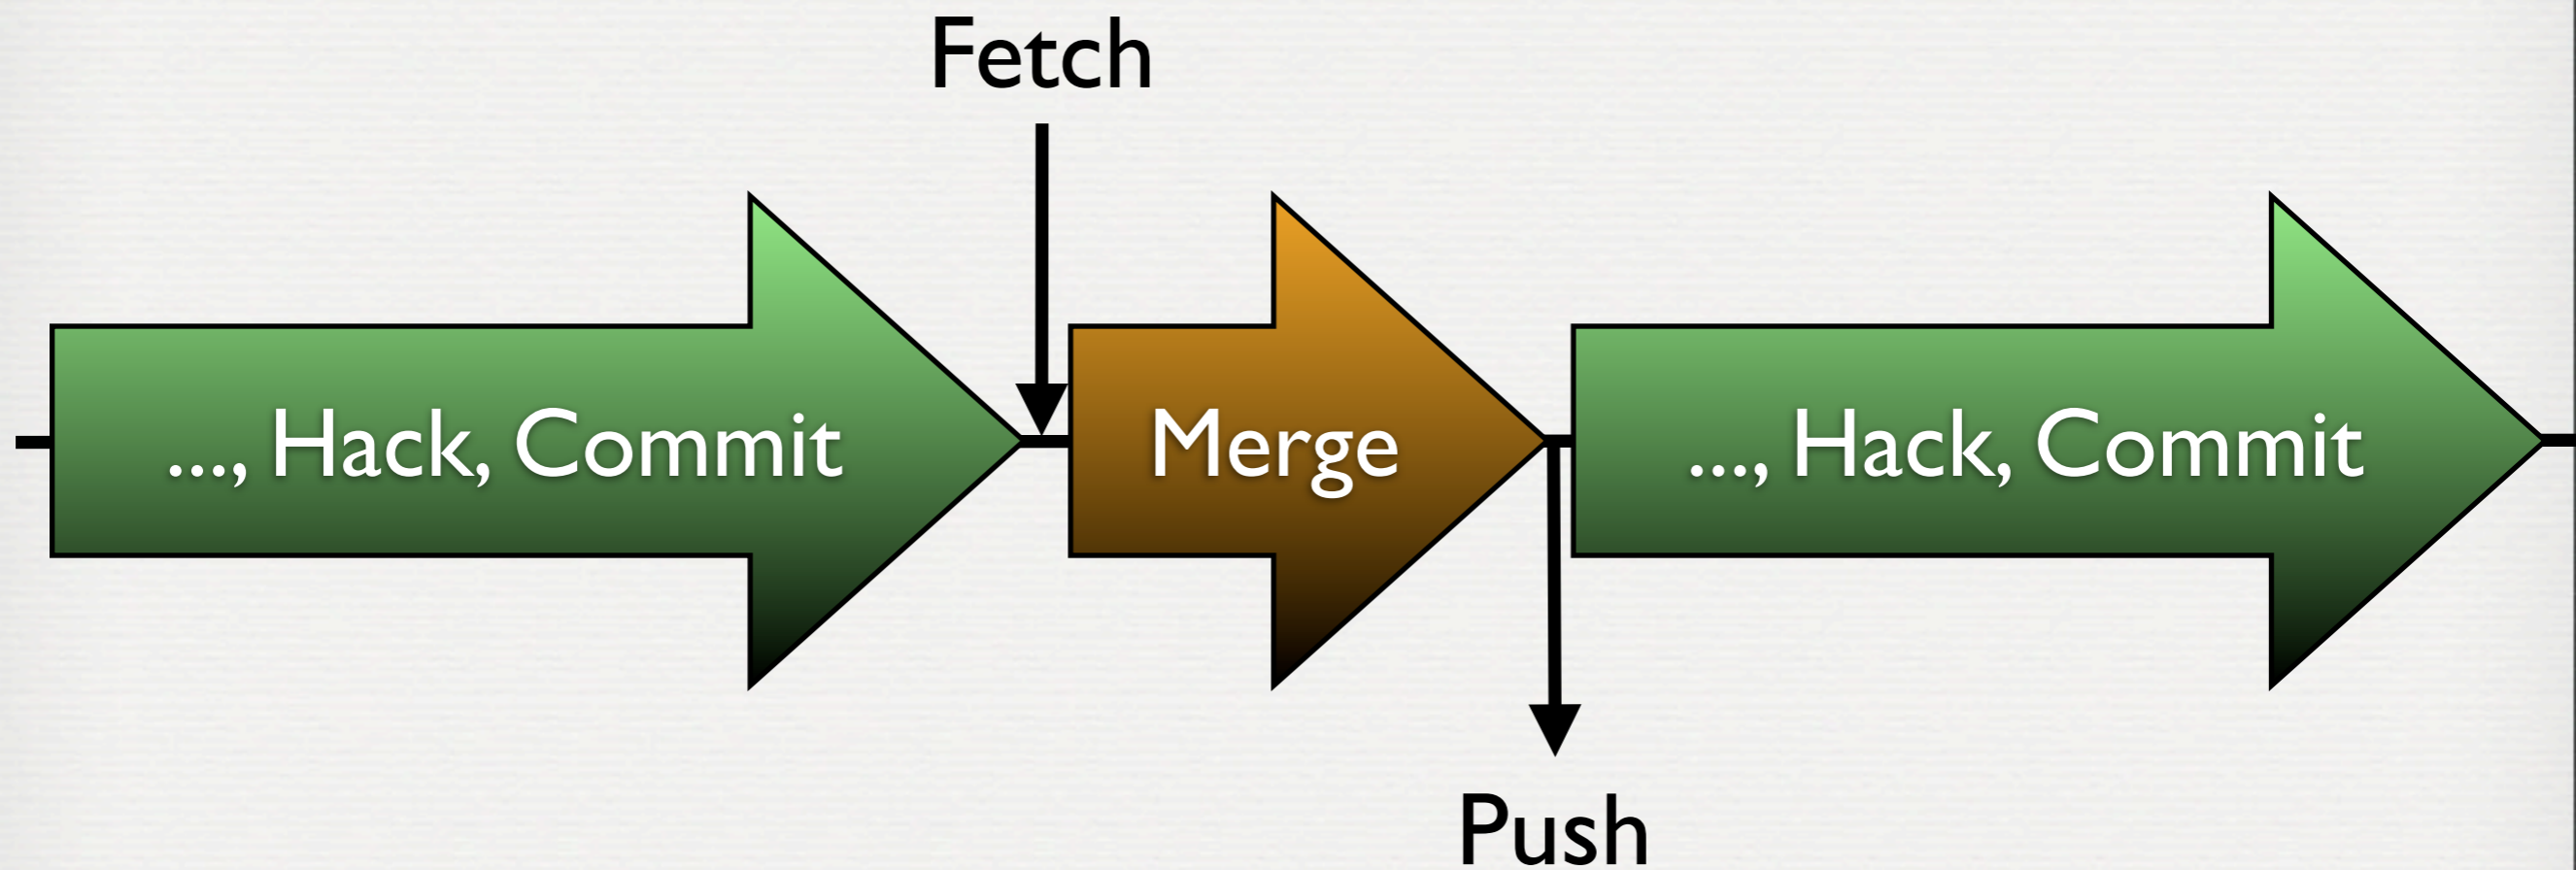 Fetch
..., Hack, Commit
Merge
..., Hack, Commit
Push